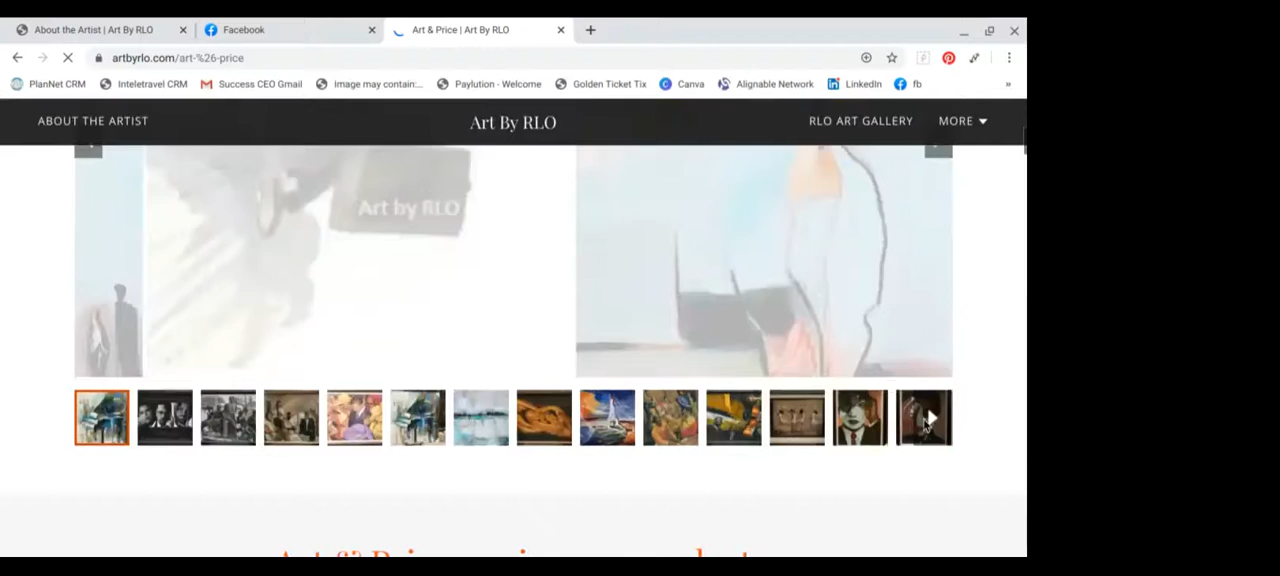 About the Artist | Art By RLO
Facebook
Art & Price | Art By RLO
artbyrlo.com/art-%26-price
PlanNet CRM
Inteletravel CRM
Success CEO Gmail
Image may contain:...
Paylution - Welcome
Golden Ticket Tix
Canva
Alignable Network
LinkedIn
fb
»
ABOUT THE ARTIST
Art By RLO
RLO ART GALLERY
MORE
Art by RLO